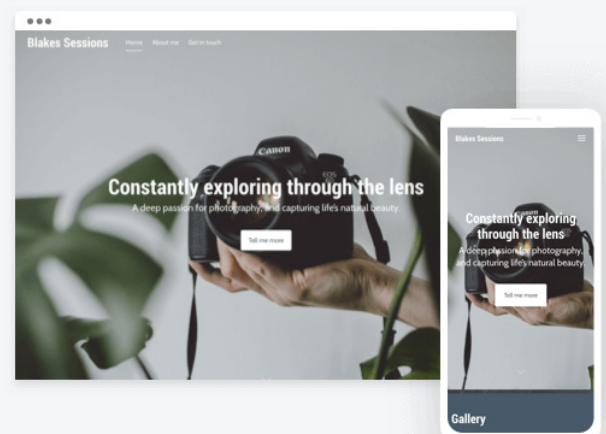 Blakes Sessions Home About me Get in touch
Canon
EOS
Constantly exploring through the lens
A deep passion for photography, and capturing life's natural beauty.
Tell me more
Blakes Sessions
Constantly exploring
through the lens
A deep passion for photography,
and capturing life's natural beauty.
Tell me more
Gallery